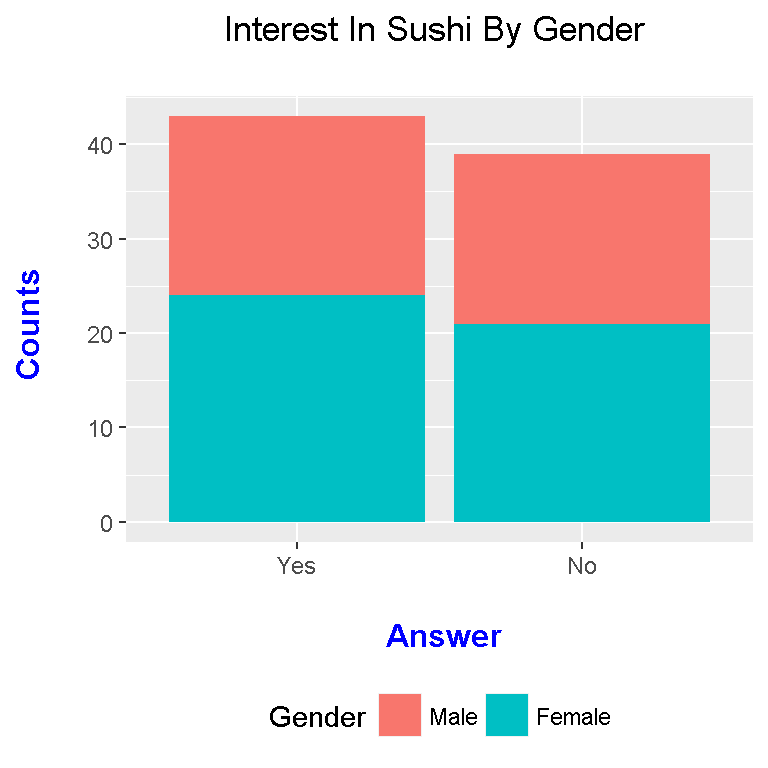 Interest In Sushi By Gender
Counts
40
30
20
10
0
Yes No
Answer
Gender Male Female